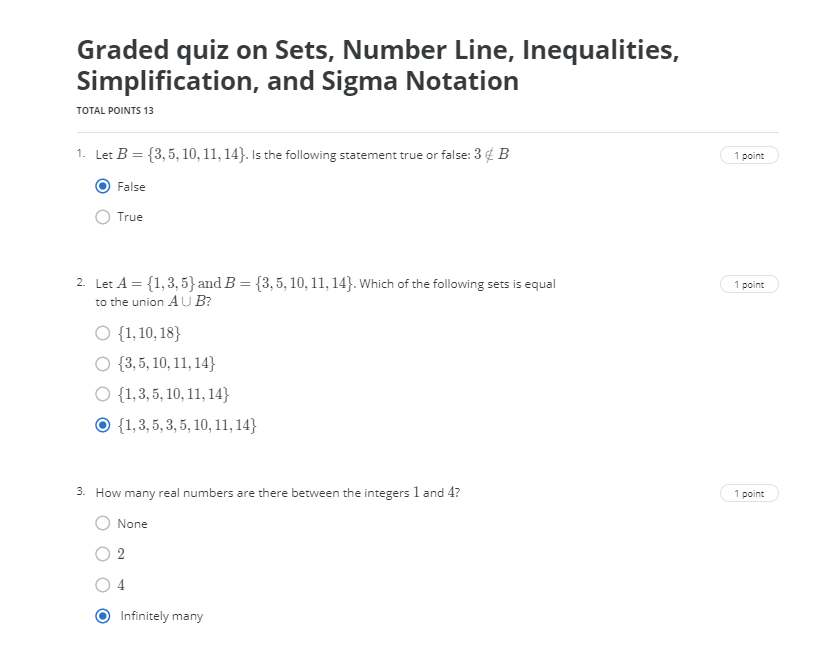 Graded quiz on Sets, Number Line, Inequalities,
Simplification, and Sigma Notation
TOTAL POINTS 13
1. Let B = {3, 5, 10, 11, 14}. Is the following statement true or false: 3 ∉ B 1 point
False
True
2. Let A = {1, 3, 5} and B = {3, 5, 10, 11, 14}. Which of the following sets is equal 1 point
to the union A ∪ B?
{1, 10, 18}
{3, 5, 10, 11, 14}
{1, 3, 5, 10, 11, 14}
{1, 3, 5, 3, 5, 10, 11, 14}
3. How many real numbers are there between the integers 1 and 4? 1 point
None
2
4
Infinitely many